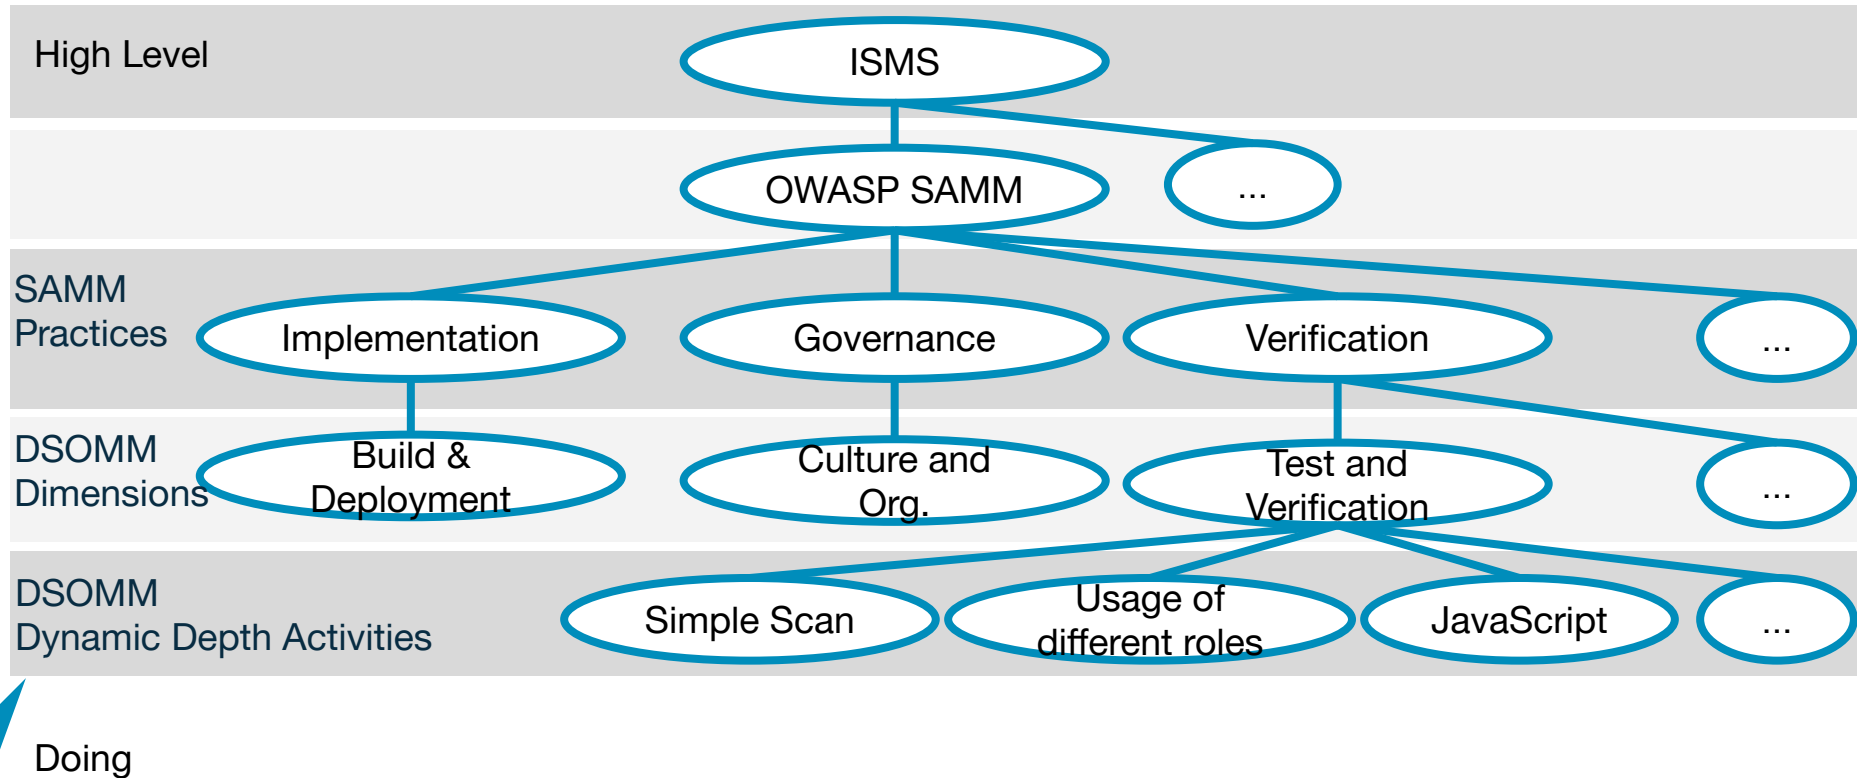 High Level
ISMS
OWASP SAMM
...
SAMM
Practices
Implementation
Governance
Verification
...
DSOMM
Dimensions
Build &
Deployment
Culture and
Org.
Test and
Verification
...
DSOMM
Dynamic Depth Activities
Simple Scan
Usage of
different roles
JavaScript
...
Doing